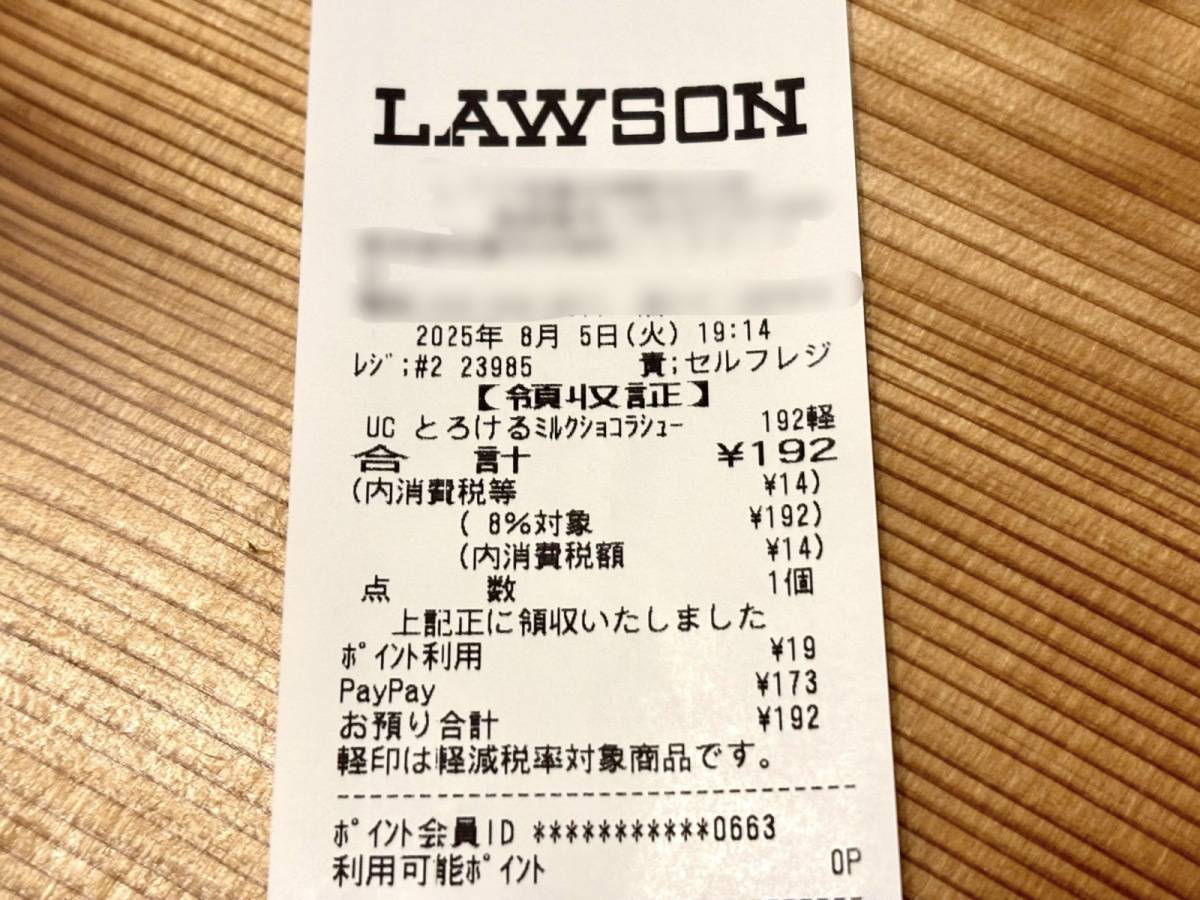 LAWSON
2025年 8月 5日(火) 19:14
ﾚｼﾞ;#2 23985 責;セルフレジ
【領収証】
UC とろけるﾐﾙｸｼｮｺﾗｼｭｰ 192軽
合 計 ¥192
(内消費税等 ¥14)
( 8%対象 ¥192)
(内消費税額 ¥14)
点 数 1個
上記正に領収いたしました
ﾎﾟｲﾝﾄ利用 ¥19
PayPay ¥173
お預り合計 ¥192
軽印は軽減税率対象商品です。
ﾎﾟｲﾝﾄ会員ID ***********0663
利用可能ﾎﾟｲﾝﾄ 0P